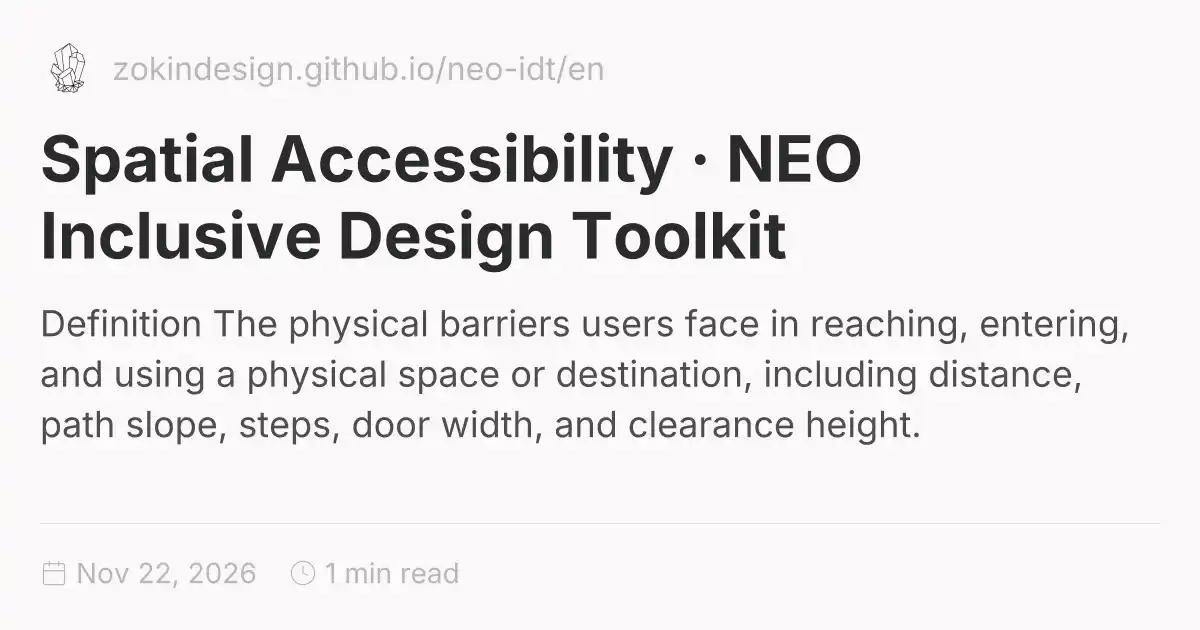 zokindesign.github.io/neo-idt/en
Spatial Accessibility · NEO
Inclusive Design Toolkit
Definition The physical barriers users face in reaching, entering,
and using a physical space or destination, including distance,
path slope, steps, door width, and clearance height.
Nov 22, 2026 1 min read